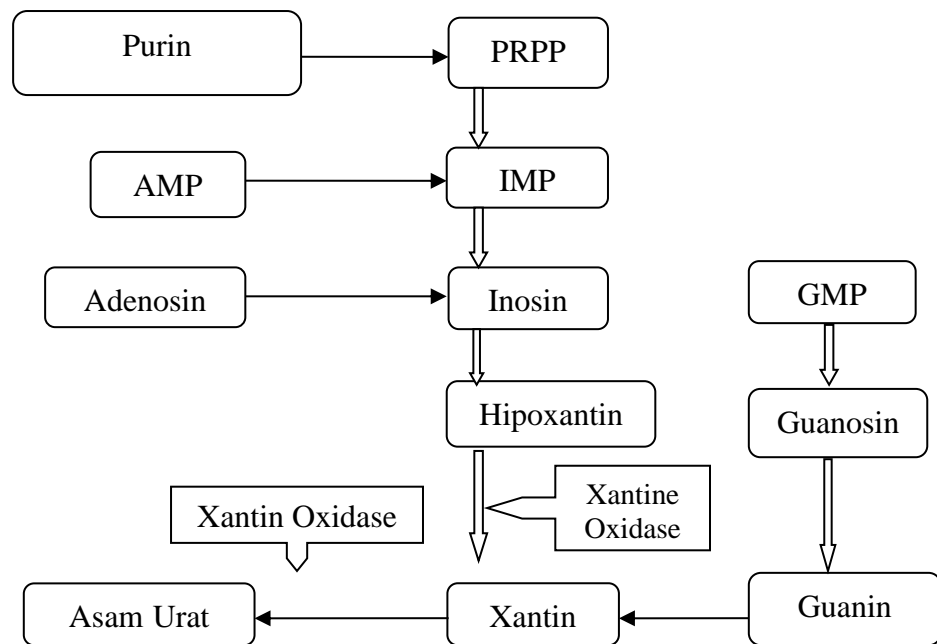 Purin
PRPP
AMP
IMP
Adenosin
Inosin
GMP
Hipoxantin
Guanosin
Xantin Oxidase
Xantine
Oxidase
Asam Urat
Xantin
Guanin